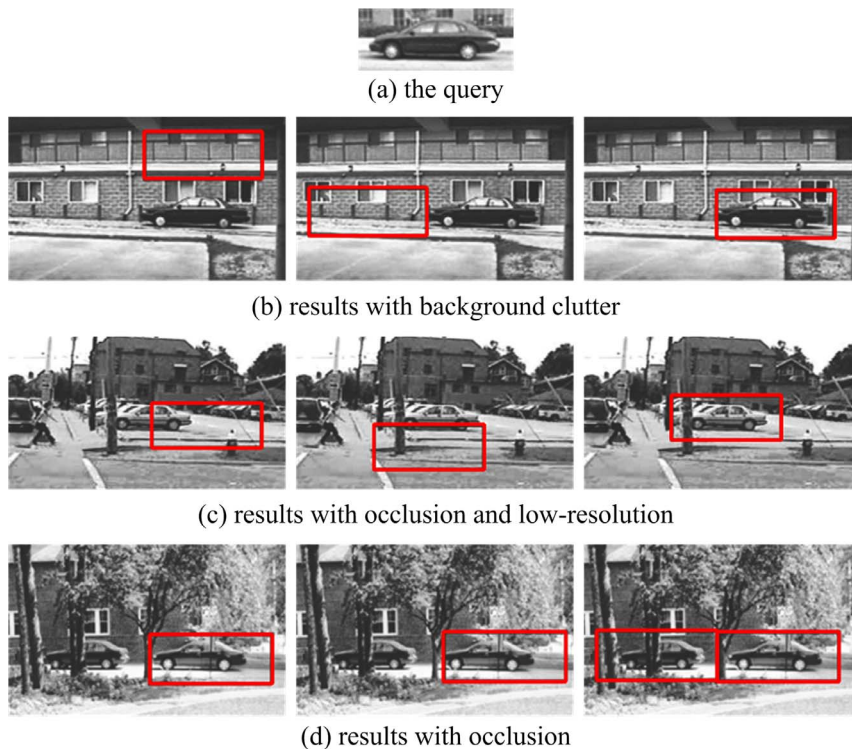 (a) the query
(b) results with background clutter
(c) results with occlusion and low-resolution
(d) results with occlusion